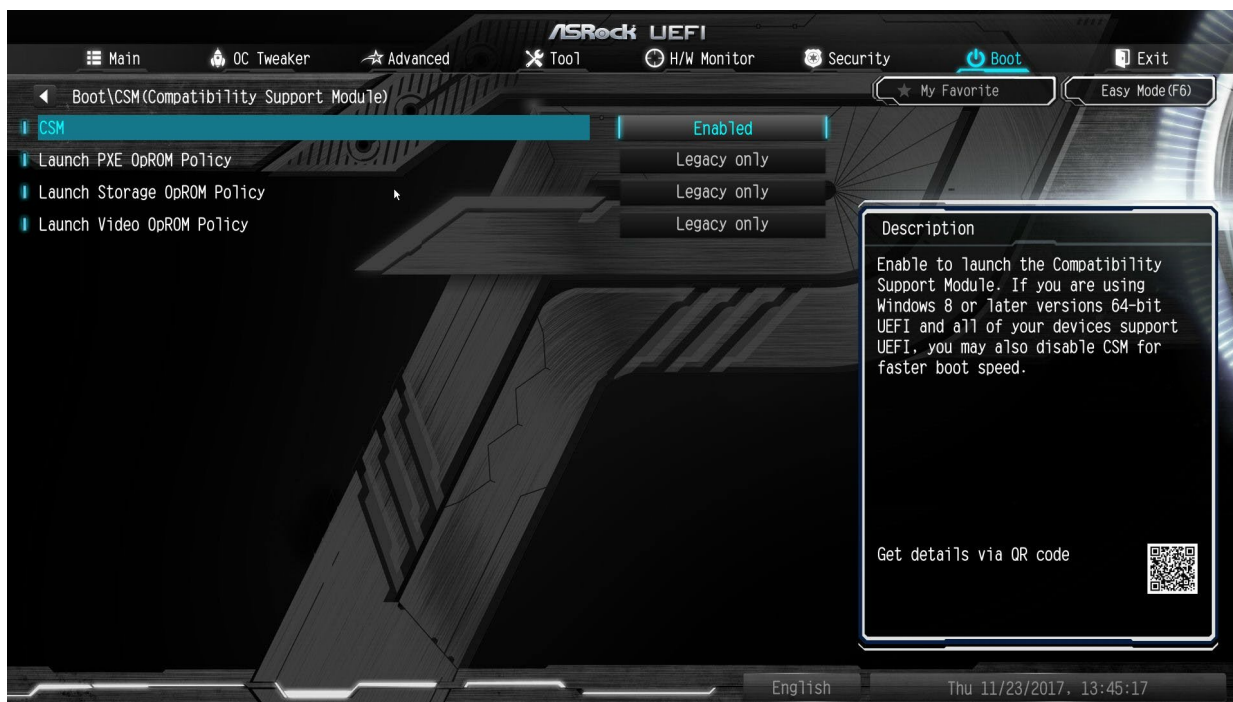 ASRock UEFI
Main OC Tweaker Advanced Tool H/W Monitor Security Boot Exit
Boot\CSM(Compatibility Support Module)
My Favorite Easy Mode(F6)
CSM Enabled
Launch PXE OpROM Policy Legacy only
Launch Storage OpROM Policy Legacy only
Launch Video OpROM Policy Legacy only
Description
Enable to launch the Compatibility
Support Module. If you are using
Windows 8 or later versions 64-bit
UEFI and all of your devices support
UEFI, you may also disable CSM for
faster boot speed.
Get details via QR code
English Thu 11/23/2017, 13:45:17